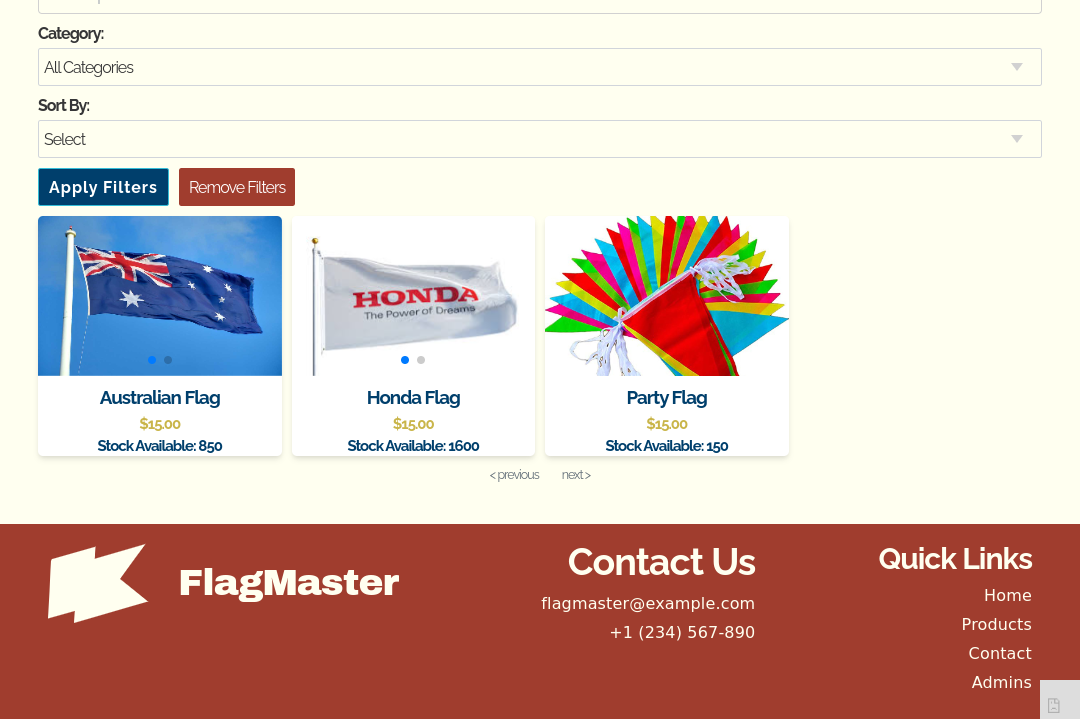 Category:
All Categories
Sort By:
Select
Apply Filters
Remove Filters
HONDA
The Power of Dreams
Australian Flag
$15.00
Stock Available: 850
Honda Flag
$15.00
Stock Available: 1600
Party Flag
$15.00
Stock Available: 150
< previous
next >
FlagMaster
Contact Us
flagmaster@example.com
+1 (234) 567-890
Quick Links
Home
Products
Contact
Admins